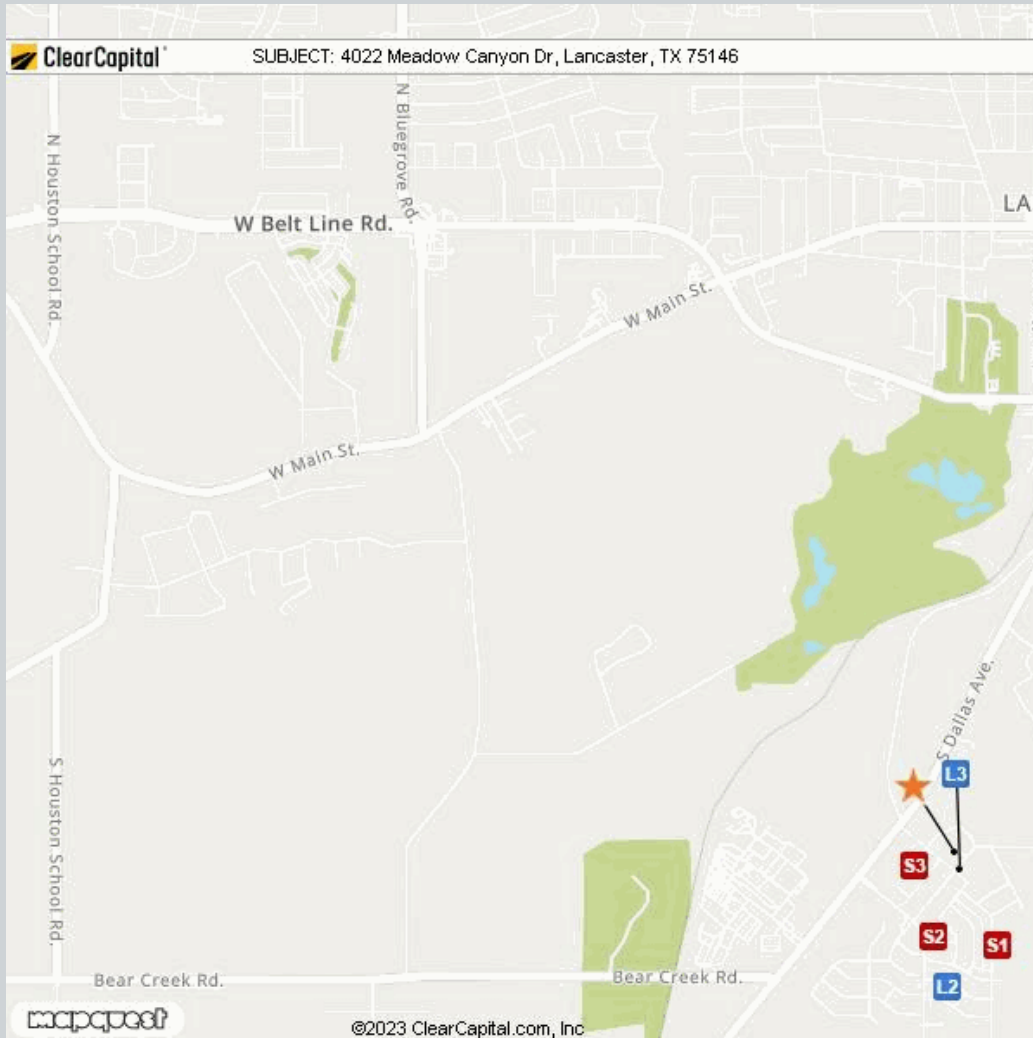 ClearCapital
SUBJECT: 4022 Meadow Canyon Dr, Lancaster, TX 75146
N Bluegrove Rd.
N Houston School Rd.
LA
W Belt Line Rd.
W Main St.
W Main St.
S Dallas Ave.
L3
S Houston School Rd.
S3
S2
S1
Bear Creek Rd.
Bear Creek Rd.
L2
mapquest
©2023 ClearCapital.com, Inc